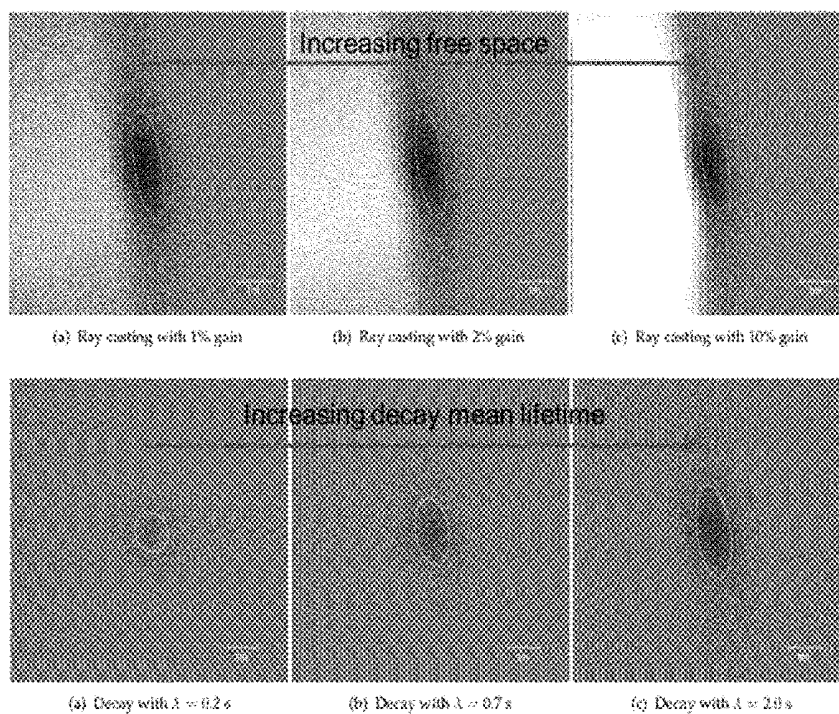 Increasing free space
(a) Ray casting with 1% gain
(b) Ray casting with 2% gain
(c) Ray casting with 10% gain
Increasing decay mean lifetime
(a) Decay with λ = 0.2 s
(b) Decay with λ = 0.7 s
(c) Decay with λ = 2.0 s